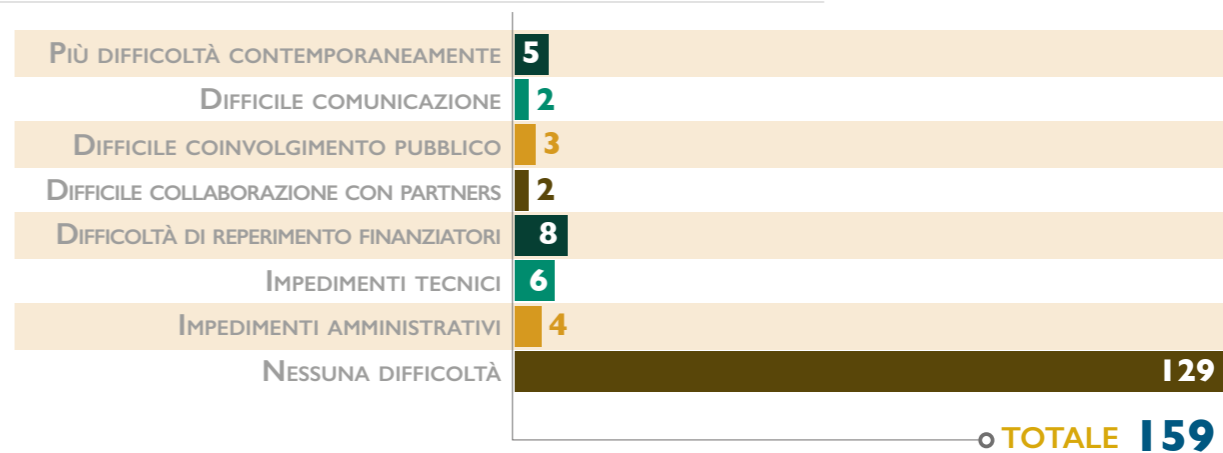 Più difficoltà contemporaneamente 5
Difficile comunicazione 2
Difficile coinvolgimento pubblico 3
Difficile collaborazione con partners 2
Difficoltà di reperimento finanziatori 8
Impedimenti tecnici 6
Impedimenti amministrativi 4
Nessuna difficoltà 129
TOTALE 159